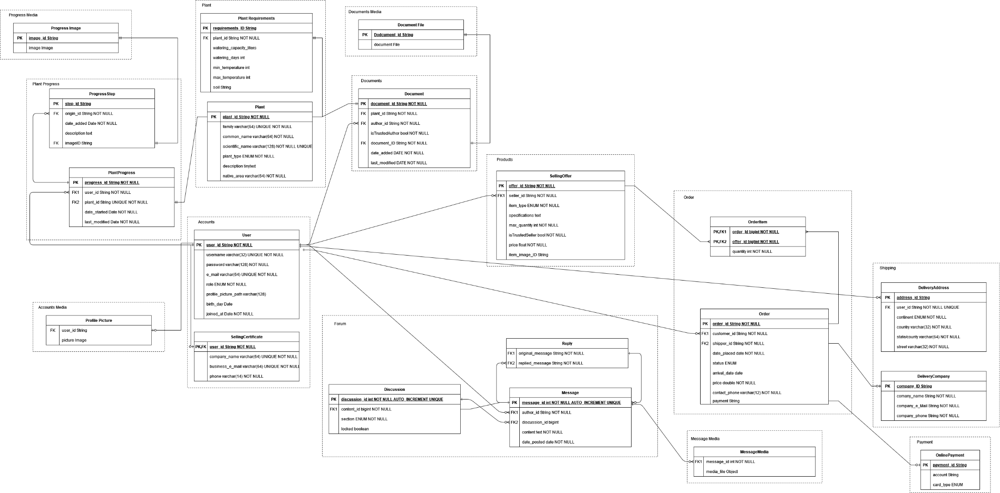 Progress Media
Progress Image
PK image_id String
image Image
Plant
Plant Requirements
PK requirements_ID String
FK plant_id String NOT NULL
watering_capacity_liters
watering_days int
min_temperature int
max_temperature int
soil String
Plant
PK plant_id String NOT NULL
family varchar(64) UNIQUE NOT NULL
common_name varchar(64) NOT NULL
scientific_name varchar(128) NOT NULL UNIQUE
plant_type ENUM NOT NULL
description tinytext
native_area varchar(64) NOT NULL
Documents Media
Document File
PK Dodcument_id String
document File
Documents
Document
PK document_id String NOT NULL
FK plant_id String NOT NULL
FK author_id String NOT NULL
isTrustedAuthor bool NOT NULL
FK document_ID String NOT NULL
date_added DATE NOT NULL
last_modified DATE NOT NULL
Plant Progress
ProgressStep
PK step_id String
FK origin_id String NOT NULL
date_added Date NOT NULL
description text
FK imageID String
PlantProgress
PK progress_id String NOT NULL
FK1 user_id String NOT NULL
FK2 plant_id String UNIQUE NOT NULL
date_started Date NOT NULL
last_modified Date NOT NULL
Accounts
User
PK user_id String NOT NULL
username varchar(32) UNIQUE NOT NULL
password varchar(128) NOT NULL
e_mail varchar(64) UNIQUE NOT NULL
role ENUM NOT NULL
profile_picture_path varchar(128)
birth_day Date
joined_at Date NOT NULL
SellingCertificate
PK,FK user_id String NOT NULL
company_name varchar(64) UNIQUE NOT NULL
business_e_mail varchar(64) UNIQUE NOT NULL
phone varchar(14) NOT NULL
Accounts Media
Profile Picture
FK user_id String
picture Image
Products
SellingOffer
PK offer_id String NOT NULL
FK1 seller_id String NOT NULL
item_type ENUM NOT NULL
specifications text
max_quantity int NOT NULL
isTrustedSeller bool NOT NULL
price float NOT NULL
item_image_ID String
Order
OrderItem
PK,FK1 order_Id bigint NOT NULL
PK,FK2 offer_id bigtint NOT NULL
quantity int NOT NULL
Order
PK order_id String NOT NULL
FK1 customer_id String NOT NULL
FK2 shipper_id String NOT NULL
date_placed date NOT NULL
status ENUM
arrival_date date
price double NOT NULL
contact_phone varchar(12) NOT NULL
payment String
Shipping
DeliveryAddress
PK address_id String
FK user_id String NOT NULL UNIQUE
continent ENUM NOT NULL
country varchar(32) NOT NULL
state/county varchar(64) NOT NULL
street varchar(32) NOT NULL
DeliveryCompany
PK company_ID String
comany_name String NOT NULL
company_e_Mail String NOT NULL
company_phone String NOT NULL
Forum
Reply
FK1 original_message String NOT NULL
FK2 replied_message String NOT NULL
Discussion
PK discussion_id int NOT NULL AUTO_INCREMENT UNIQUE
FK1 content_id bigint NOT NULL
section ENUM NOT NULL
locked boolean
Message
PK message_id int NOT NULL AUTO_INCREMENT UNIQUE
FK1 author_id String NOT NULL
FK2 discussion_id bigint
content text NOT NULL
date_posted date NOT NULL
Message Media
MessageMedia
FK1 message_id int NOT NULL
media_file Object
Payment
OnlinePayment
PK payment_id String
account String
card_type ENUM